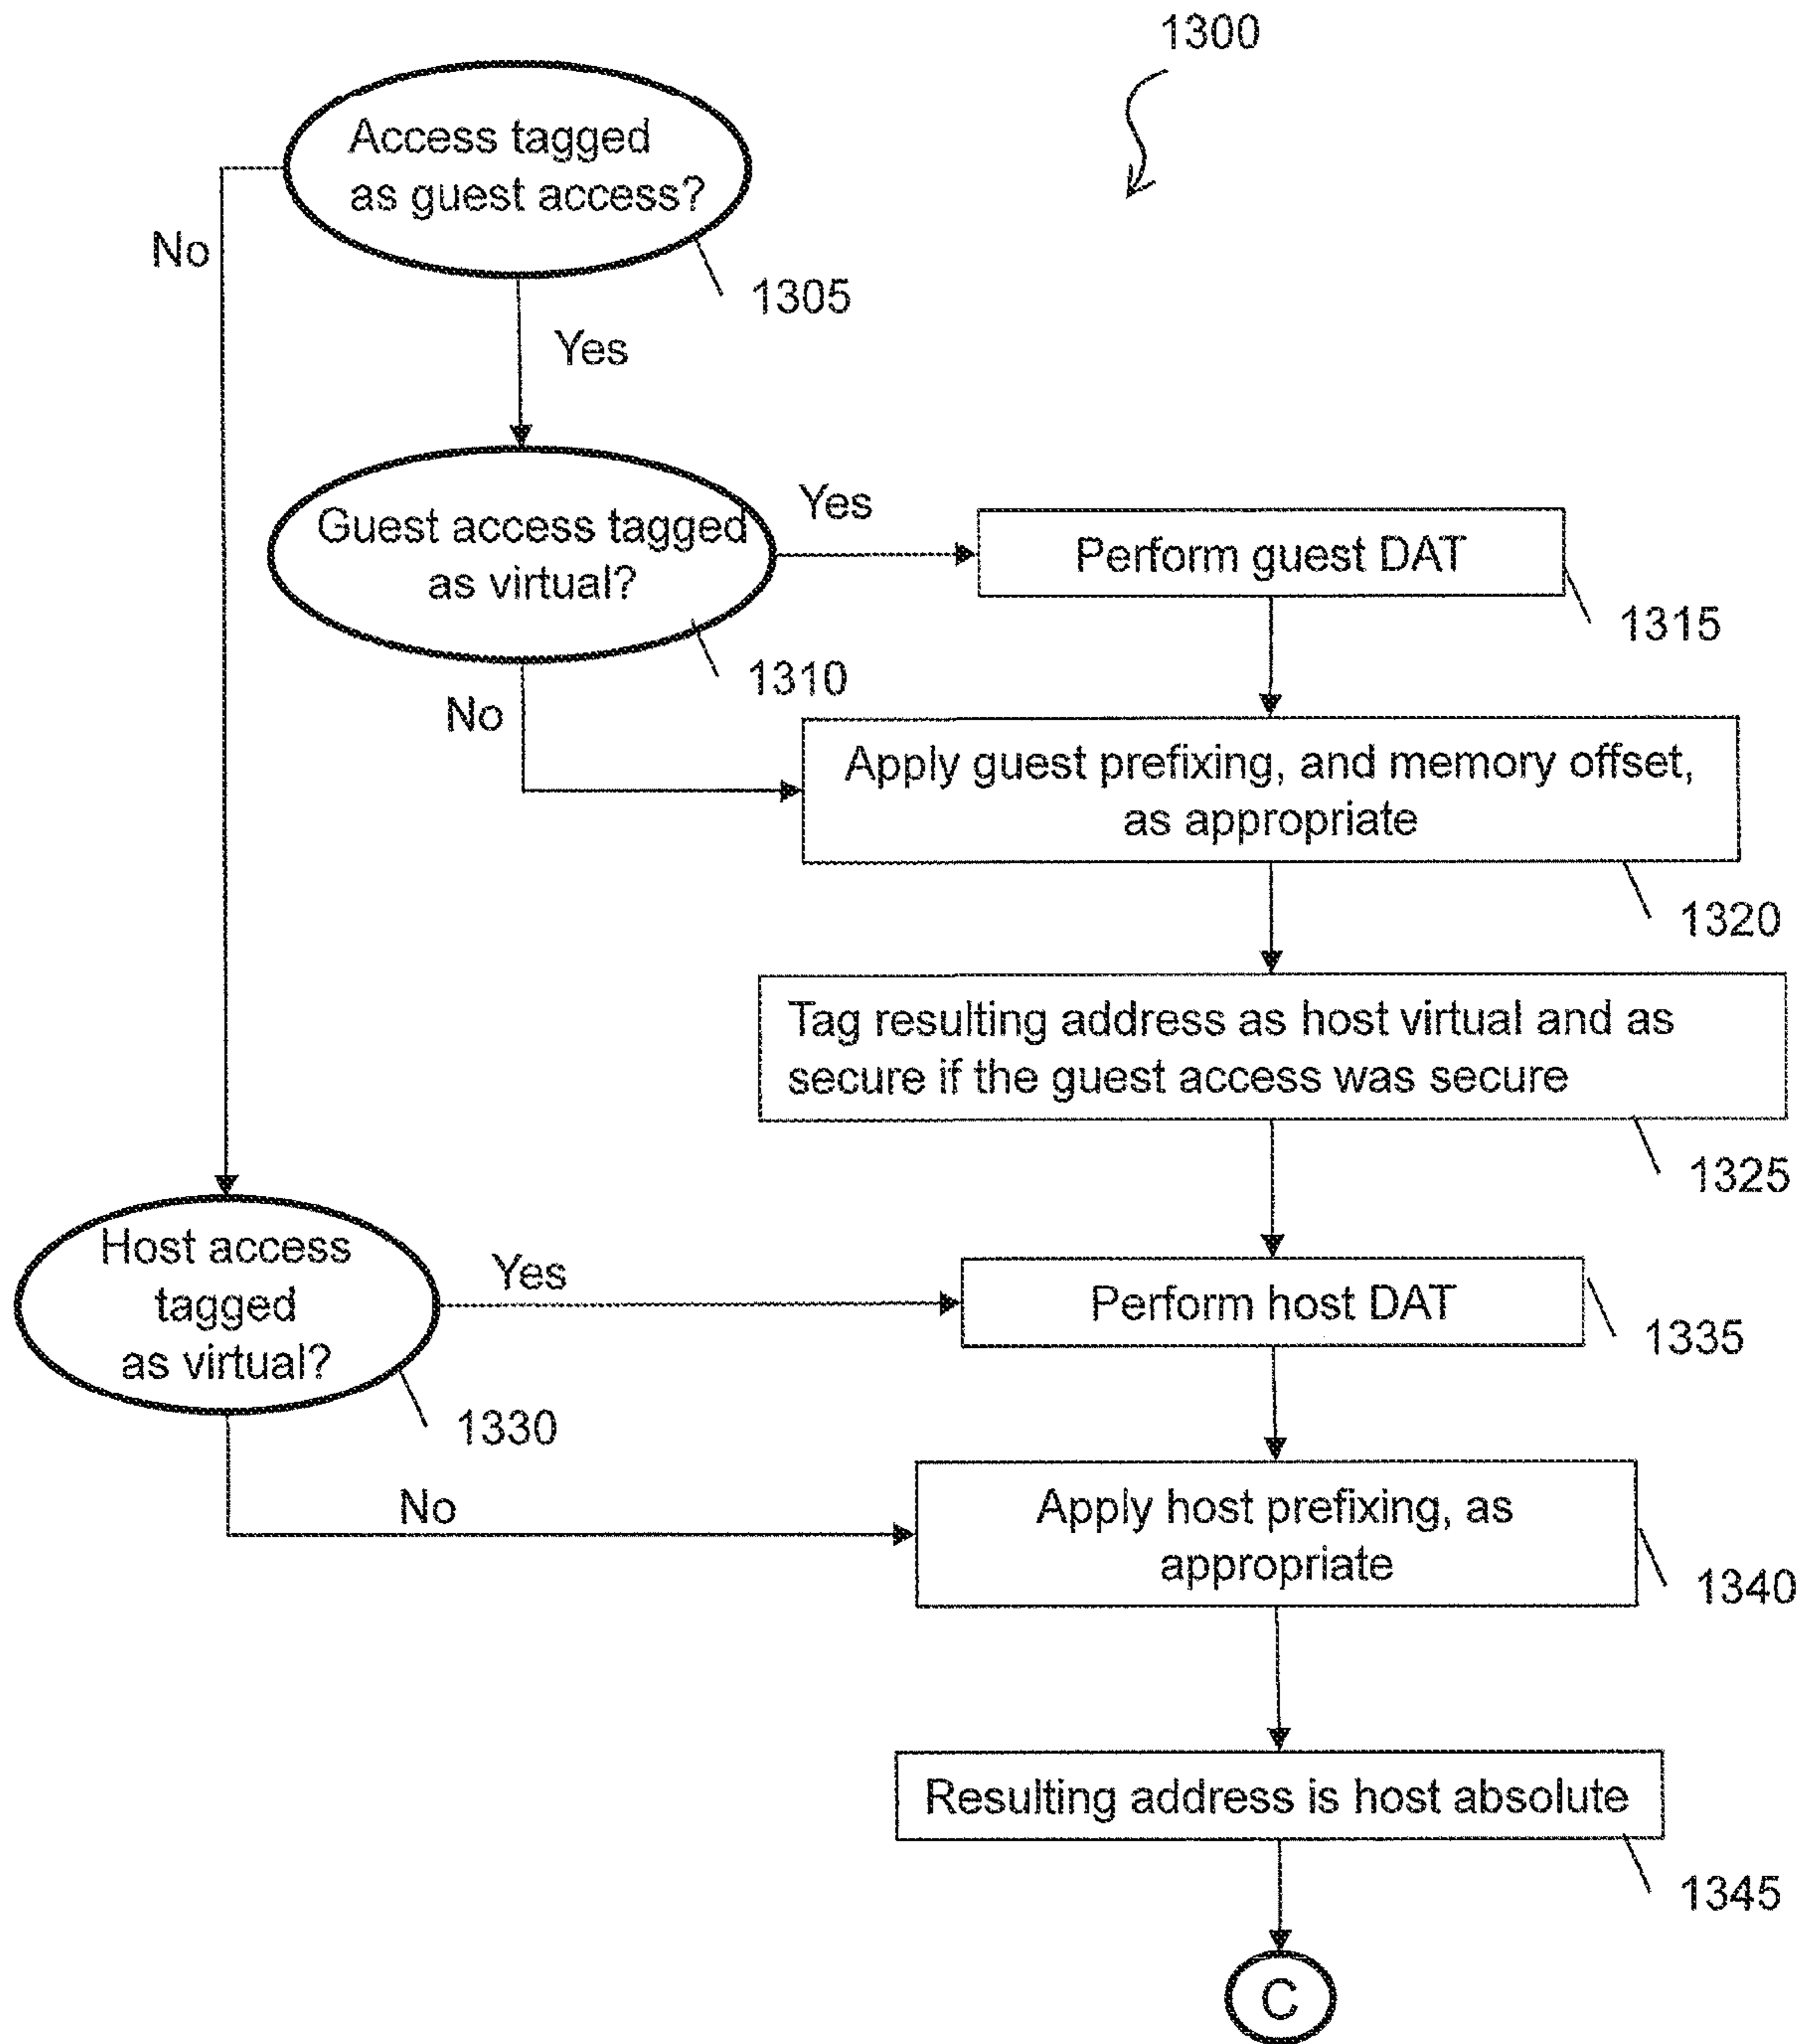 1300
Access tagged
as guest access?
No
1305
Yes
Guest access tagged
as virtual?
Yes
Perform guest DAT
1315
1310
No
Apply guest prefixing, and memory offset,
as appropriate
1320
Tag resulting address as host virtual and as
secure if the guest access was secure
1325
Host access
tagged
as virtual?
Yes
Perform host DAT
1335
1330
No
Apply host prefixing, as
appropriate
1340
Resulting address is host absolute
1345
C